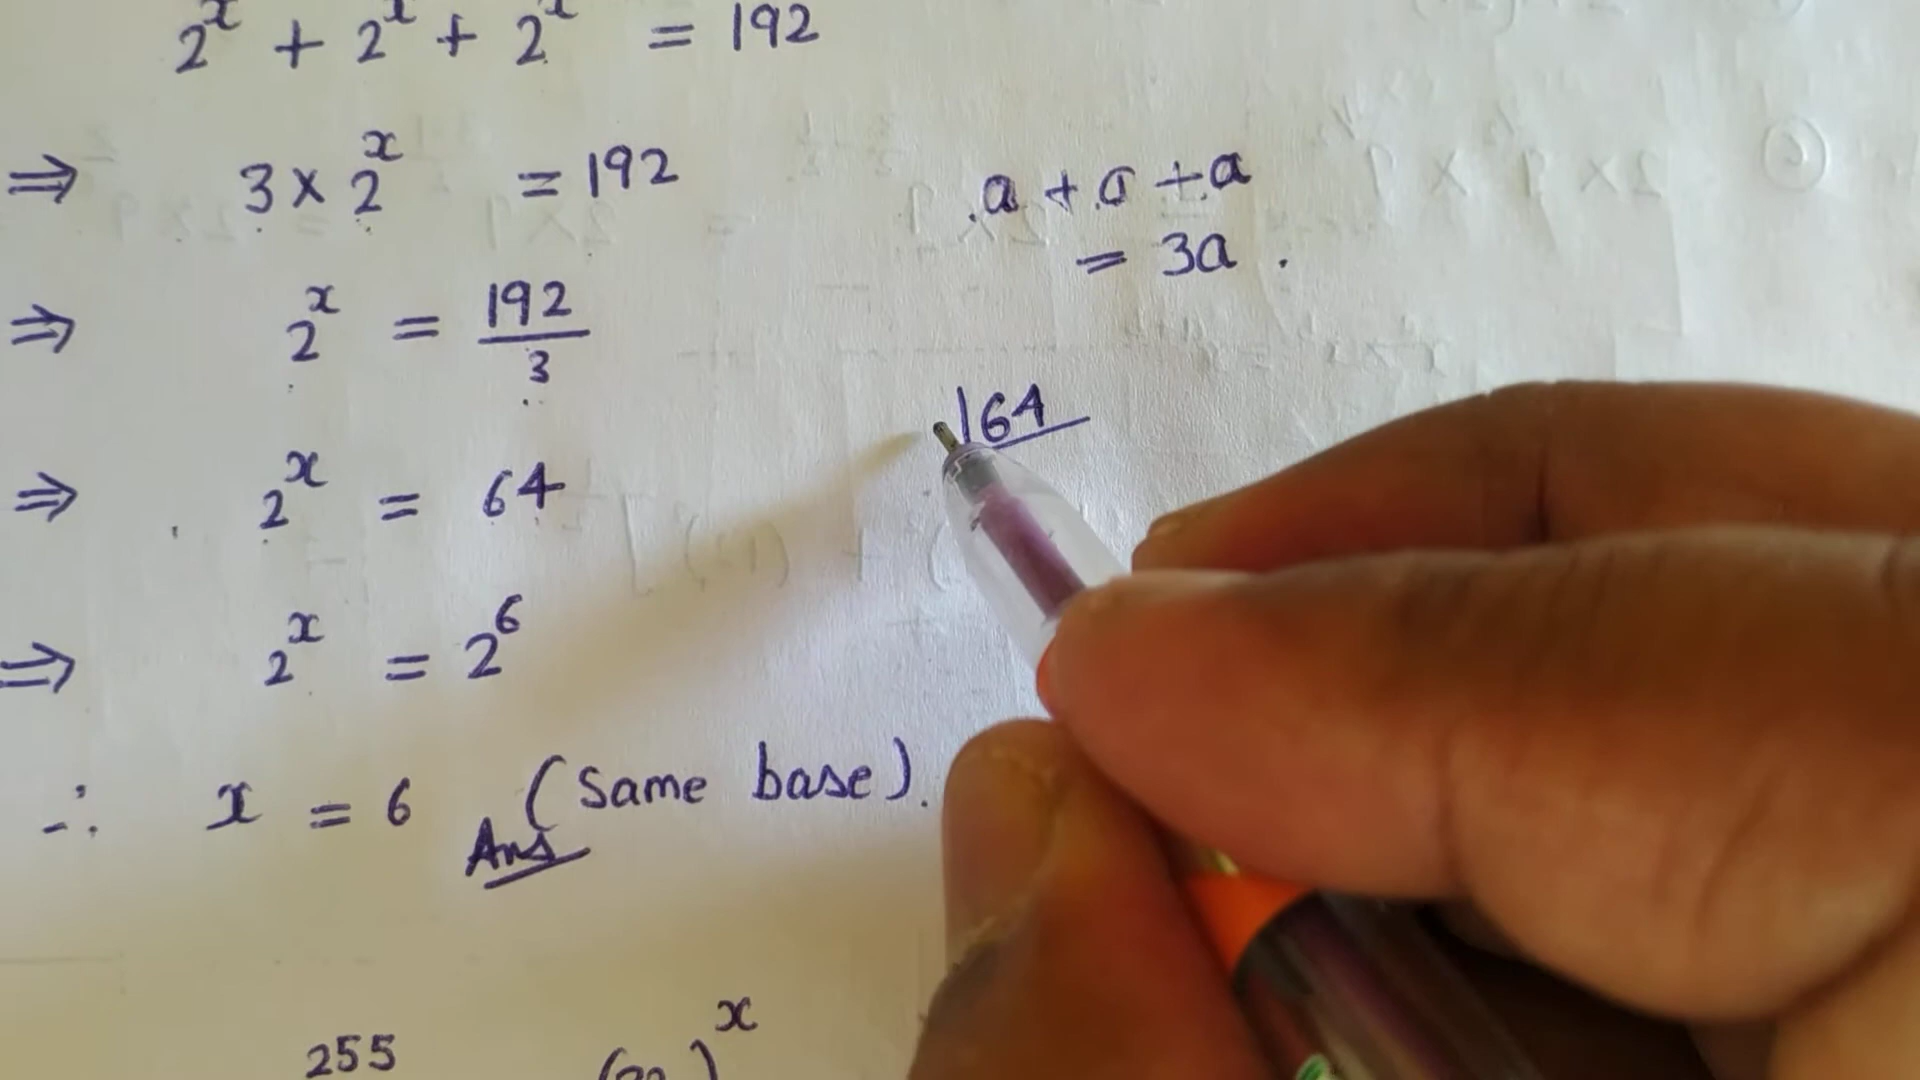 2^x + 2^x + 2^x = 192
⇒ 3 × 2^x = 192
a + a + a
= 3a .
⇒ 2^x = 192/3
⇒ 2^x = 64
64
⇒ 2^x = 2^6
∴ x = 6 (Same base).
Ans
255 x